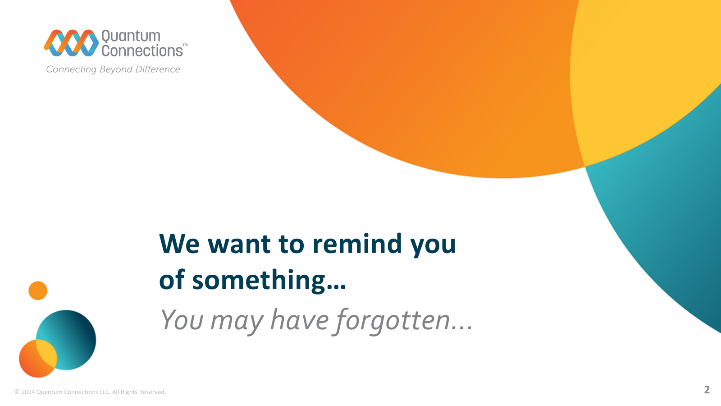 Quantum
Connections™
Connecting Beyond Difference
We want to remind you
of something…
You may have forgotten…
© 2024 Quantum Connections LLC. All Rights Reserved.
2